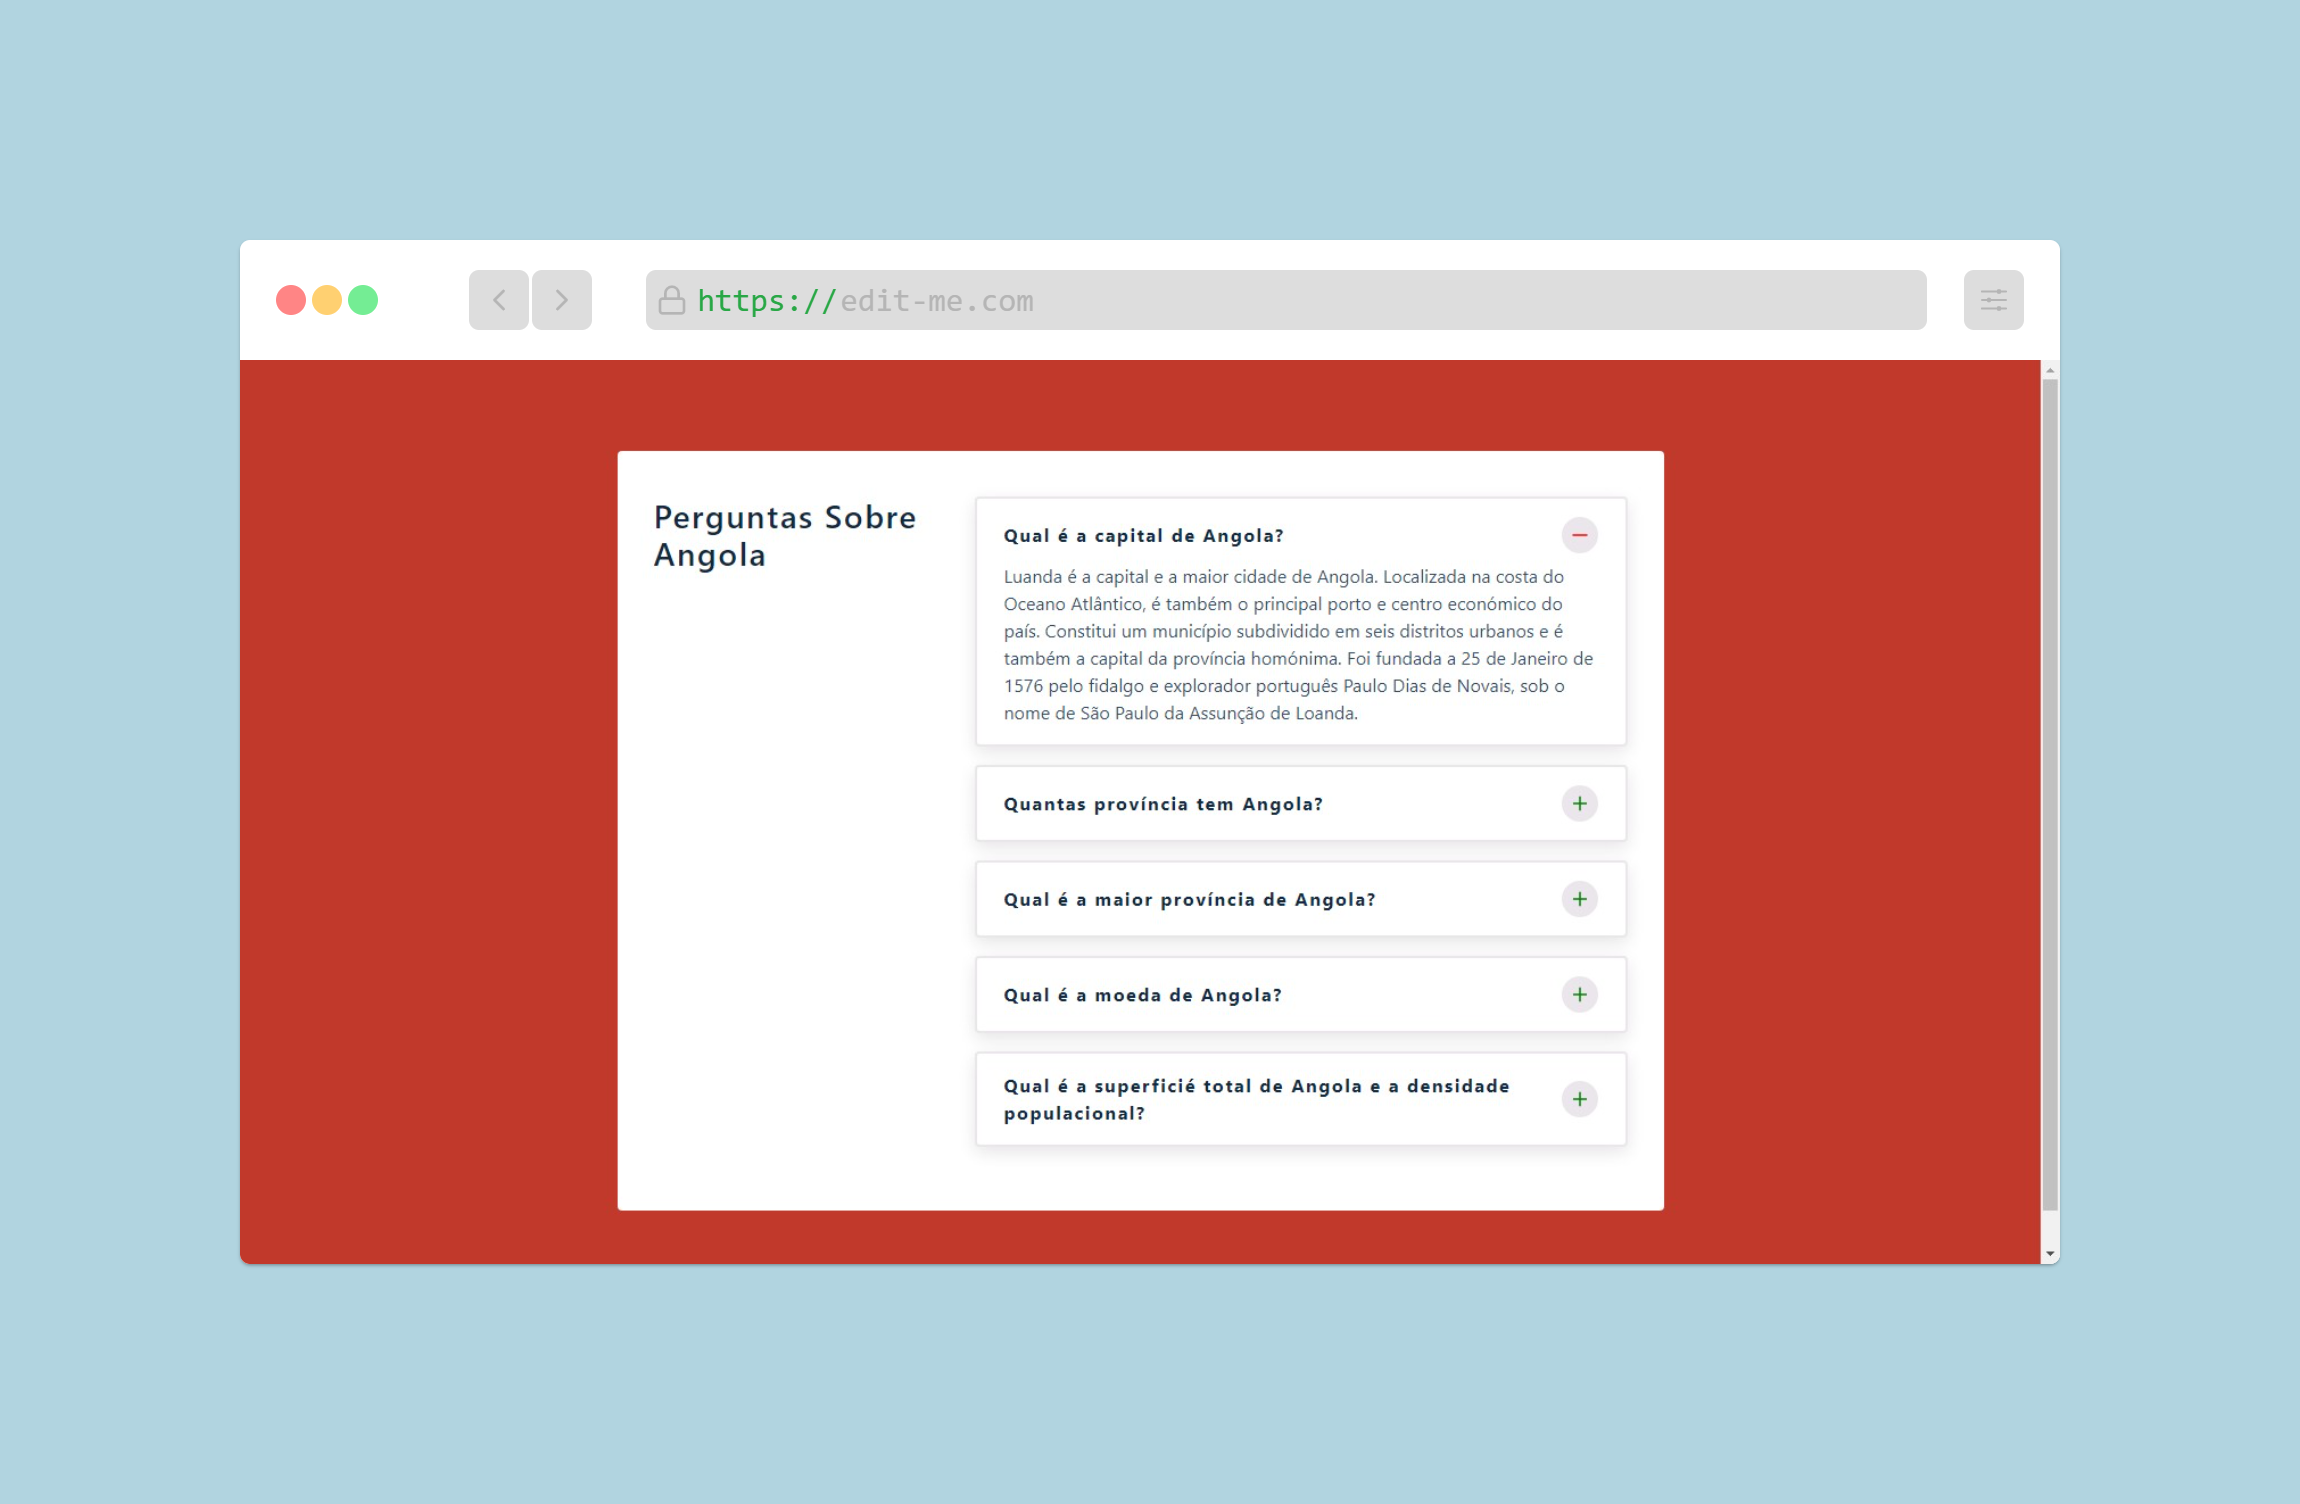 https://edit-me.com
Perguntas Sobre
Angola
Qual é a capital de Angola?
Luanda é a capital e a maior cidade de Angola. Localizada na costa do
Oceano Atlântico, é também o principal porto e centro económico do
país. Constitui um município subdividido em seis distritos urbanos e é
também a capital da província homónima. Foi fundada a 25 de Janeiro de
1576 pelo fidalgo e explorador português Paulo Dias de Novais, sob o
nome de São Paulo da Assunção de Loanda.
Quantas província tem Angola?
Qual é a maior província de Angola?
Qual é a moeda de Angola?
Qual é a superficié total de Angola e a densidade
populacional?